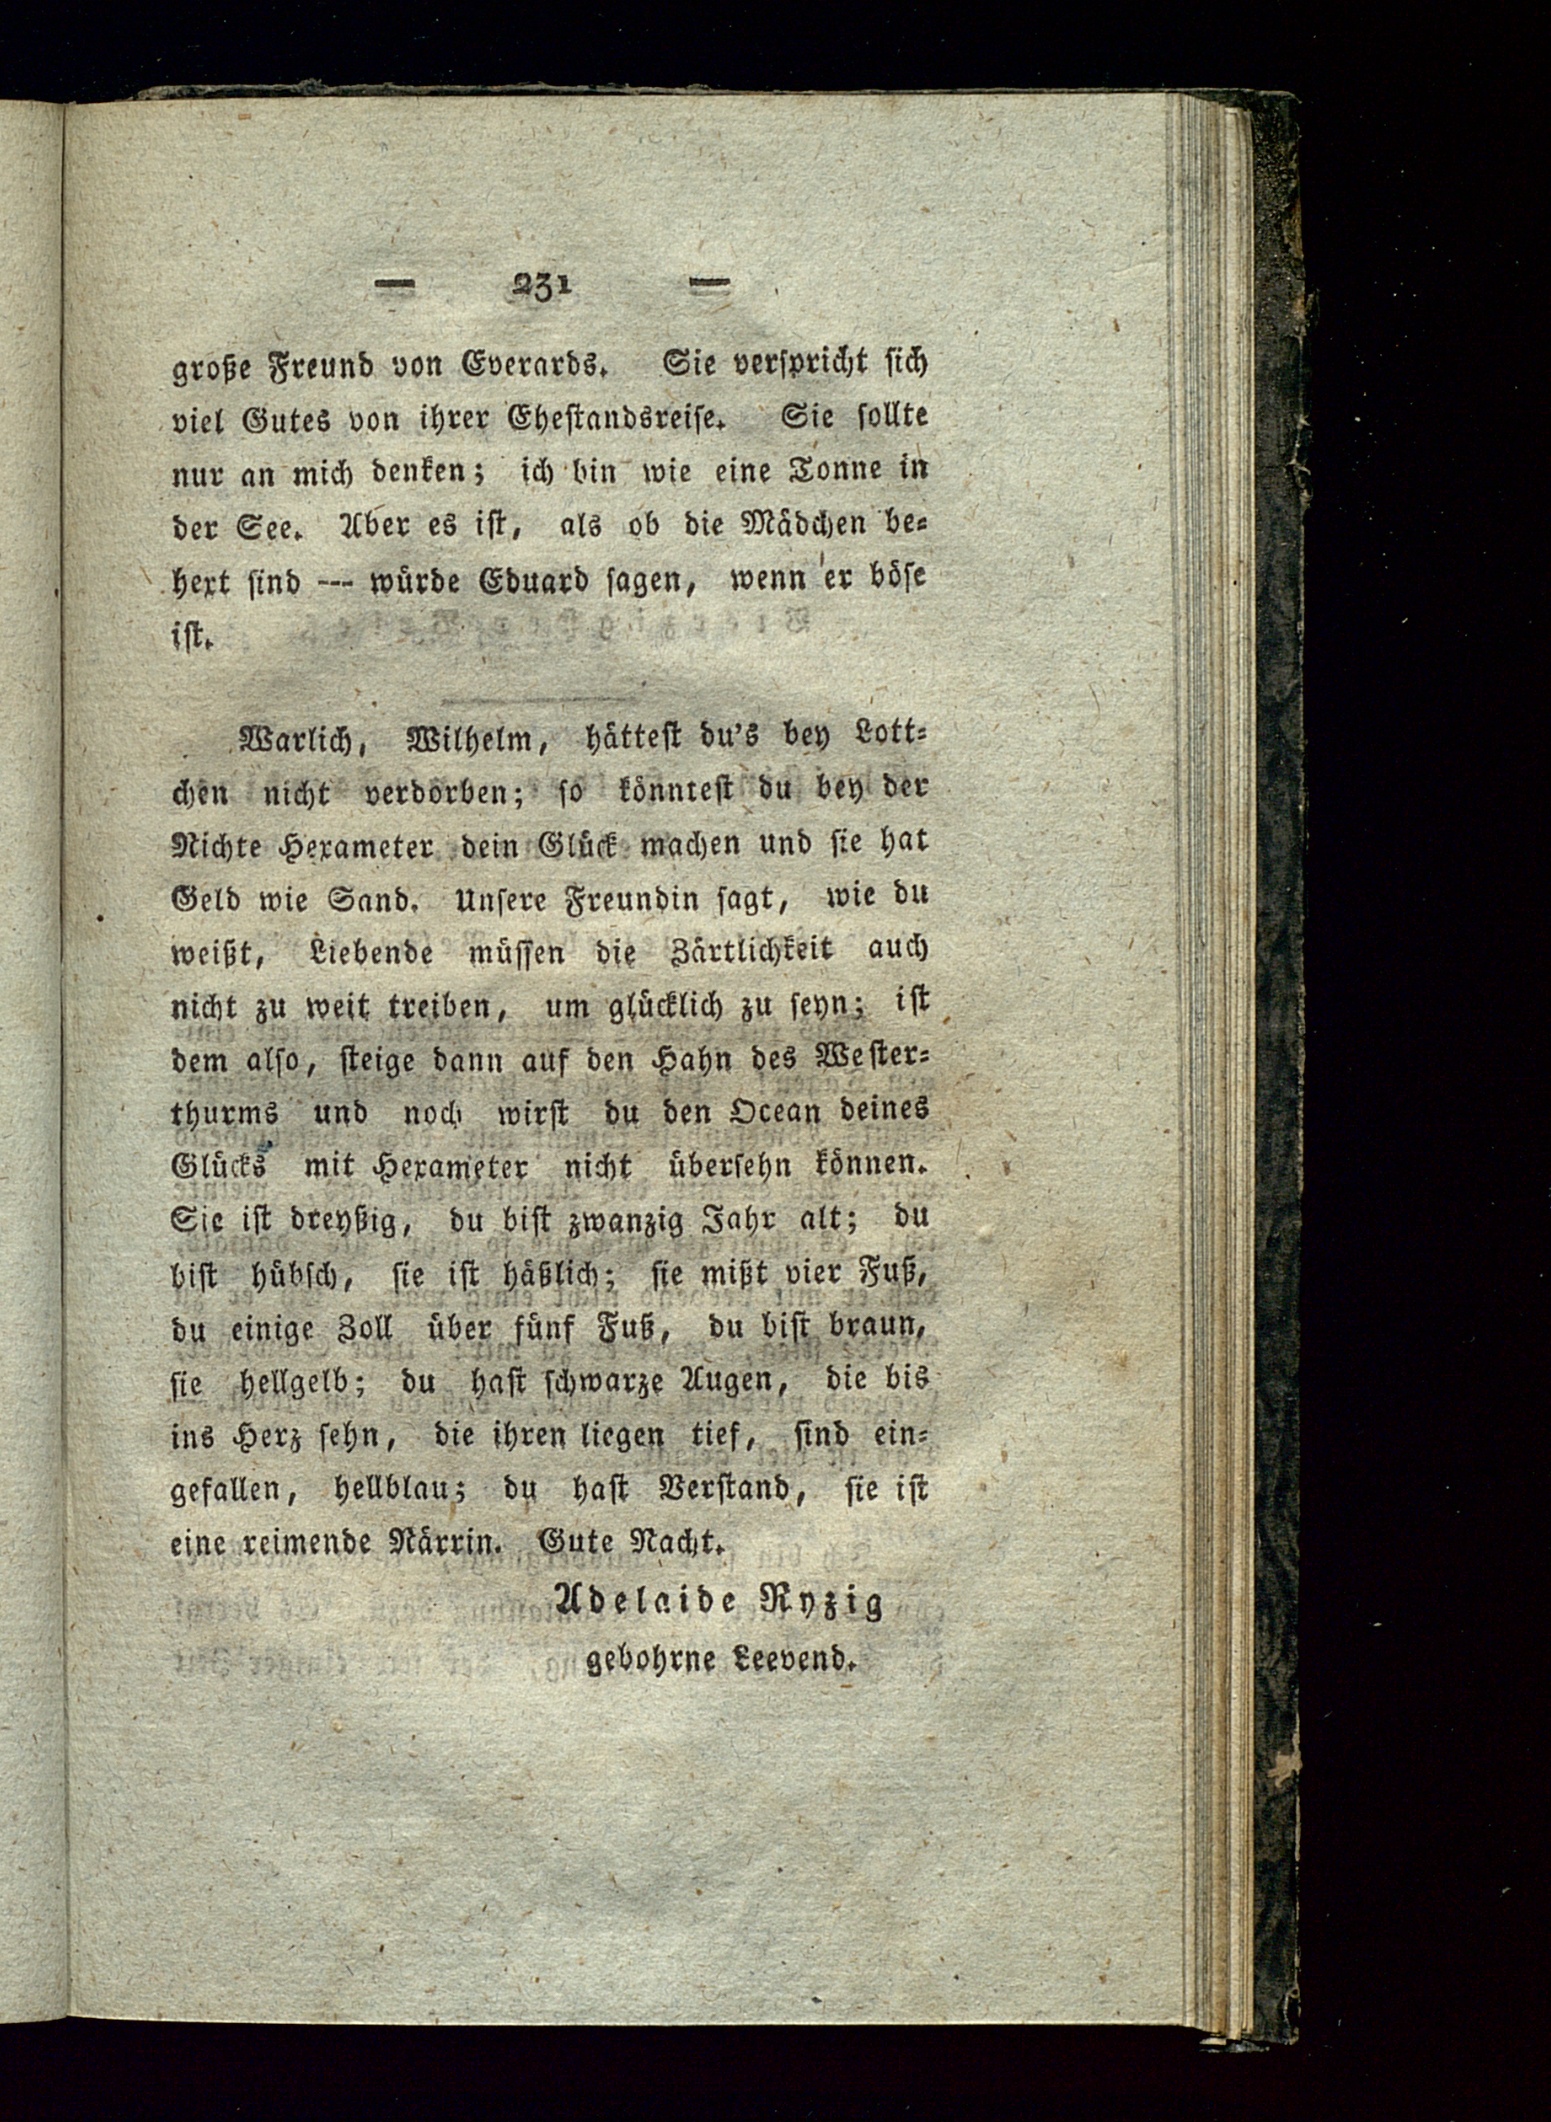 — 231 —
große Freund von Everards. Sie verspricht sich
viel Gutes von ihrer Ehestandsreise. Sie sollte
nur an mich denken; ich bin wie eine Tonne in
der See. Aber es ist, als ob die Mädchen be-
hext sind --- würde Eduard sagen, wenn er böse
ist.
Warlich, Wilhelm, hättest du's bey Lott-
chen nicht verdorben; so könntest du bey der
Nichte Hexameter dein Glück machen und sie hat
Geld wie Sand. Unsere Freundin sagt, wie du
weißt, Liebende müssen die Zärtlichkeit auch
nicht zu weit treiben, um glücklich zu seyn; ist
dem also, steige dann auf den Hahn des Wester-
thurms und noch wirst du den Ocean deines
Glücks mit Hexameter nicht übersehn können.
Sie ist dreyßig, du bist zwanzig Jahr alt; du
bist hübsch, sie ist häßlich; sie mißt vier Fuß,
du einige Zoll über fünf Fuß, du bist braun,
sie hellgelb; du hast schwarze Augen, die bis
ins Herz sehn, die ihren liegen tief, sind ein-
gefallen, hellblau; du hast Verstand, sie ist
eine reimende Närrin. Gute Nacht.
Adelaide Ryzig
gebohrne Leevend.